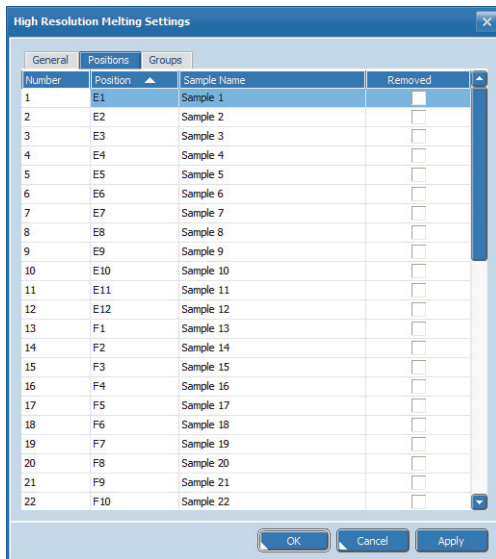 High Resolution Melting Settings
General Positions Groups
Number Position Sample Name Removed
1 E1 Sample 1
2 E2 Sample 2
3 E3 Sample 3
4 E4 Sample 4
5 E5 Sample 5
6 E6 Sample 6
7 E7 Sample 7
8 E8 Sample 8
9 E9 Sample 9
10 E10 Sample 10
11 E11 Sample 11
12 E12 Sample 12
13 F1 Sample 13
14 F2 Sample 14
15 F3 Sample 15
16 F4 Sample 16
17 F5 Sample 17
18 F6 Sample 18
19 F7 Sample 19
20 F8 Sample 20
21 F9 Sample 21
22 F10 Sample 22
OK Cancel Apply